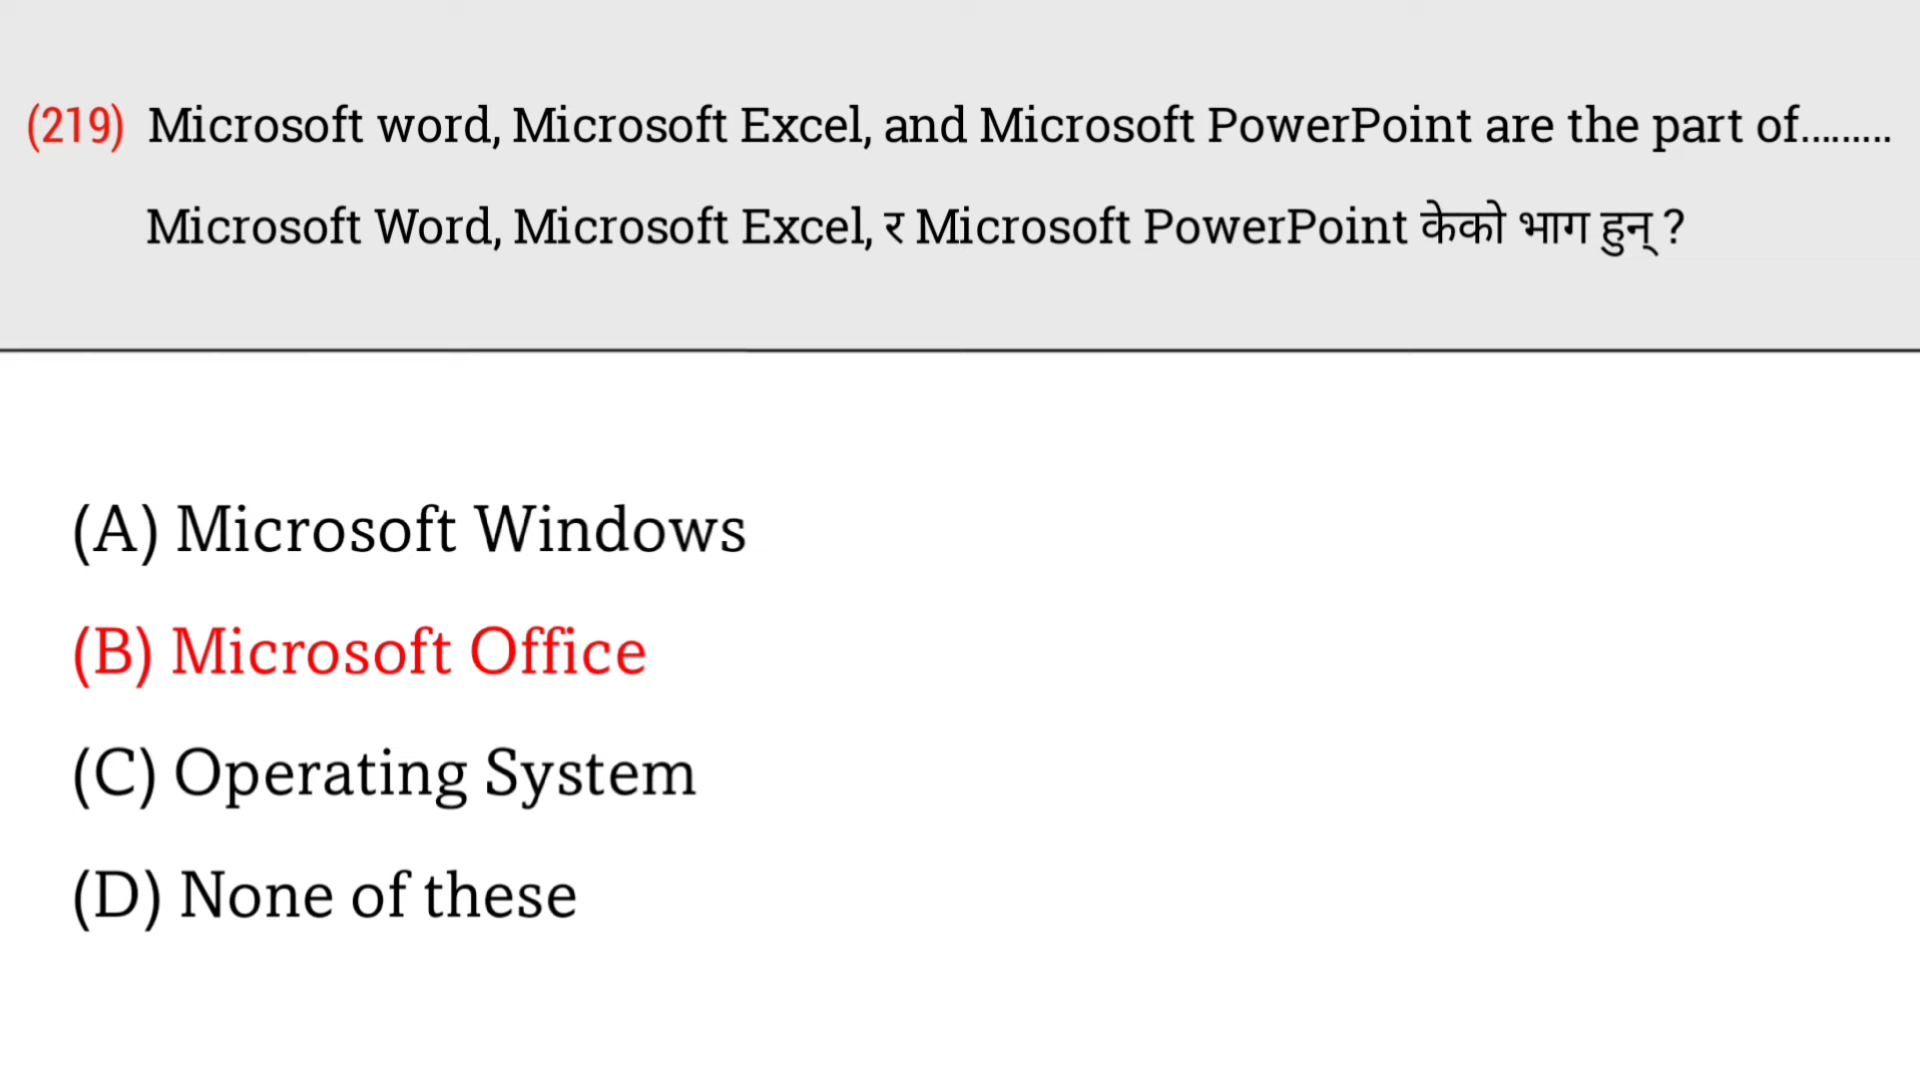 (219) Microsoft word, Microsoft Excel, and Microsoft PowerPoint are the part of.........
Microsoft Word, Microsoft Excel, र Microsoft PowerPoint केको भाग हुन् ?
(A) Microsoft Windows
(B) Microsoft Office
(C) Operating System
(D) None of these